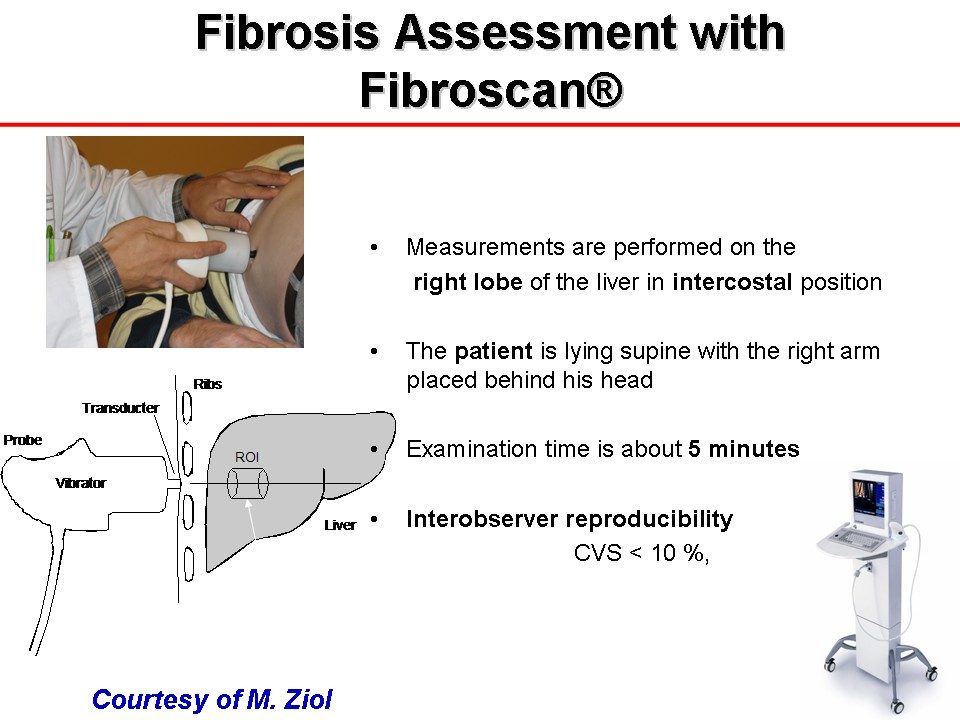 Fibrosis Assessment with
Fibroscan®
• Measurements are performed on the
right lobe of the liver in intercostal position
• The patient is lying supine with the right arm
placed behind his head
• Examination time is about 5 minutes
• Interobserver reproducibility
CVS < 10 %,
Ribs
Transducter
Probe
Vibrator
ROI
Liver
Courtesy of M. Ziol